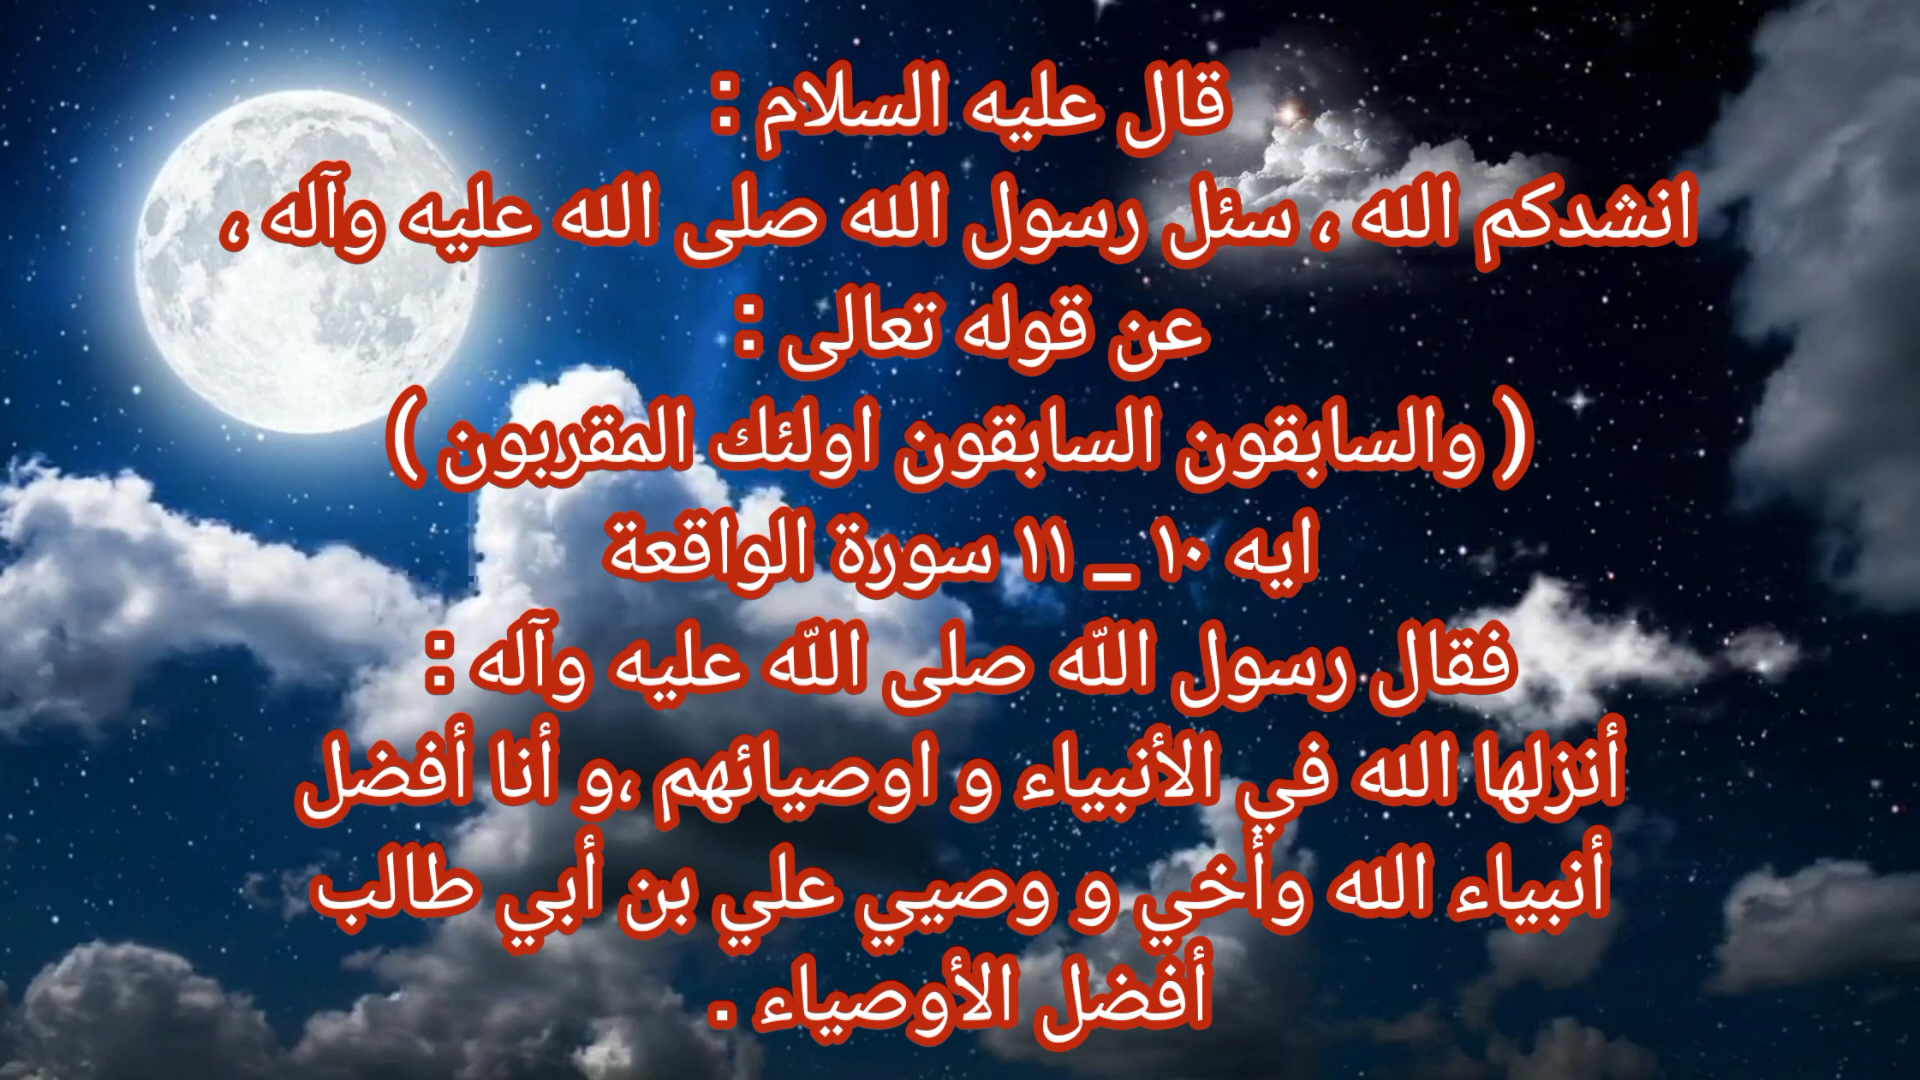 قال عليه السلام :
انشدكم الله ، سئل رسول الله صلى الله عليه وآله ،
عن قوله تعالى :
( والسابقون السابقون اولئك المقربون )
ايه ١٠ ــ ١١ سورة الواقعة
فقال رسول اللّه صلى اللّه عليه وآله :
أنزلها الله في الأنبياء و اوصيائهم ،و أنا أفضل
أنبياء الله وأخي و وصيي علي بن أبي طالب
أفضل الأوصياء .